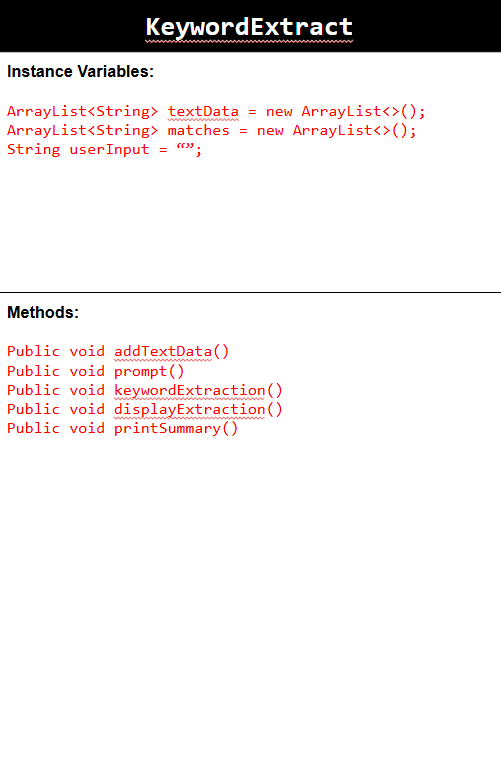 KeywordExtract
Instance Variables:
ArrayList<String> textData = new ArrayList<>();
ArrayList<String> matches = new ArrayList<>();
String userInput = “”;
Methods:
Public void addTextData()
Public void prompt()
Public void keywordExtraction()
Public void displayExtraction()
Public void printSummary()